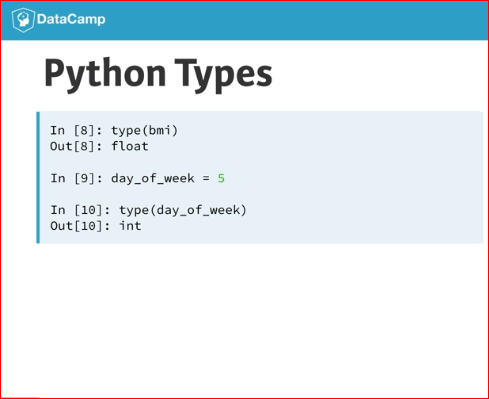 DataCamp
Python Types
In [8]: type(bmi)
Out[8]: float
In [9]: day_of_week = 5
In [10]: type(day_of_week)
Out[10]: int